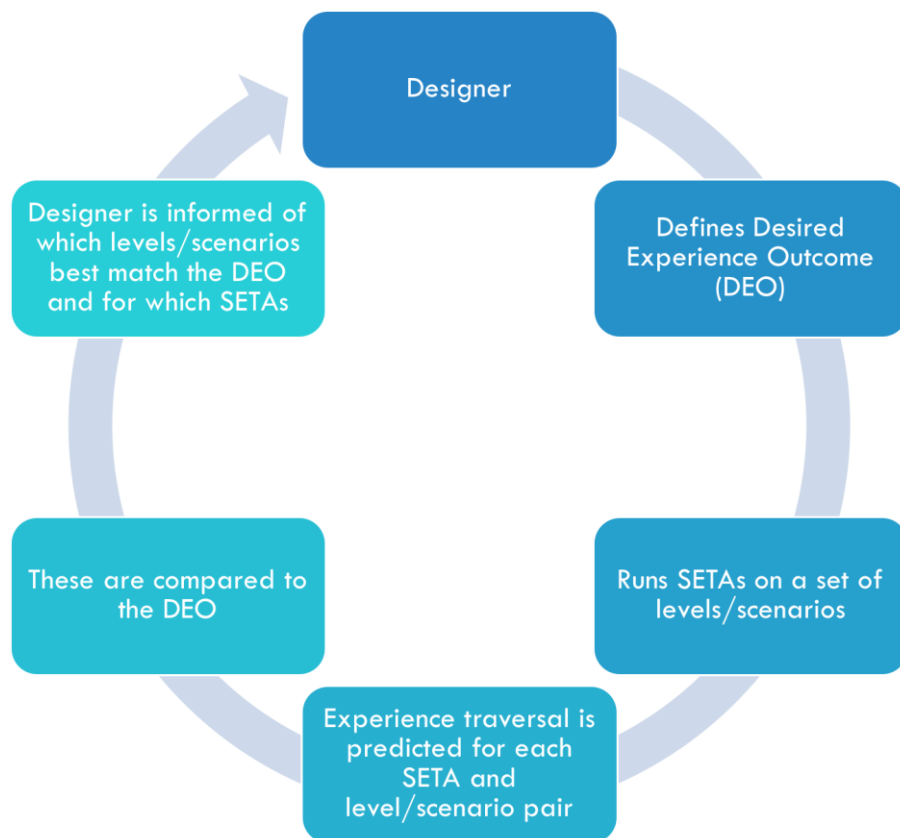 Designer
Defines Desired
Experience Outcome
(DEO)
Runs SETAs on a set of
levels/scenarios
Experience traversal is
predicted for each
SETA and
level/scenario pair
These are compared to
the DEO
Designer is informed of
which levels/scenarios
best match the DEO
and for which SETAs